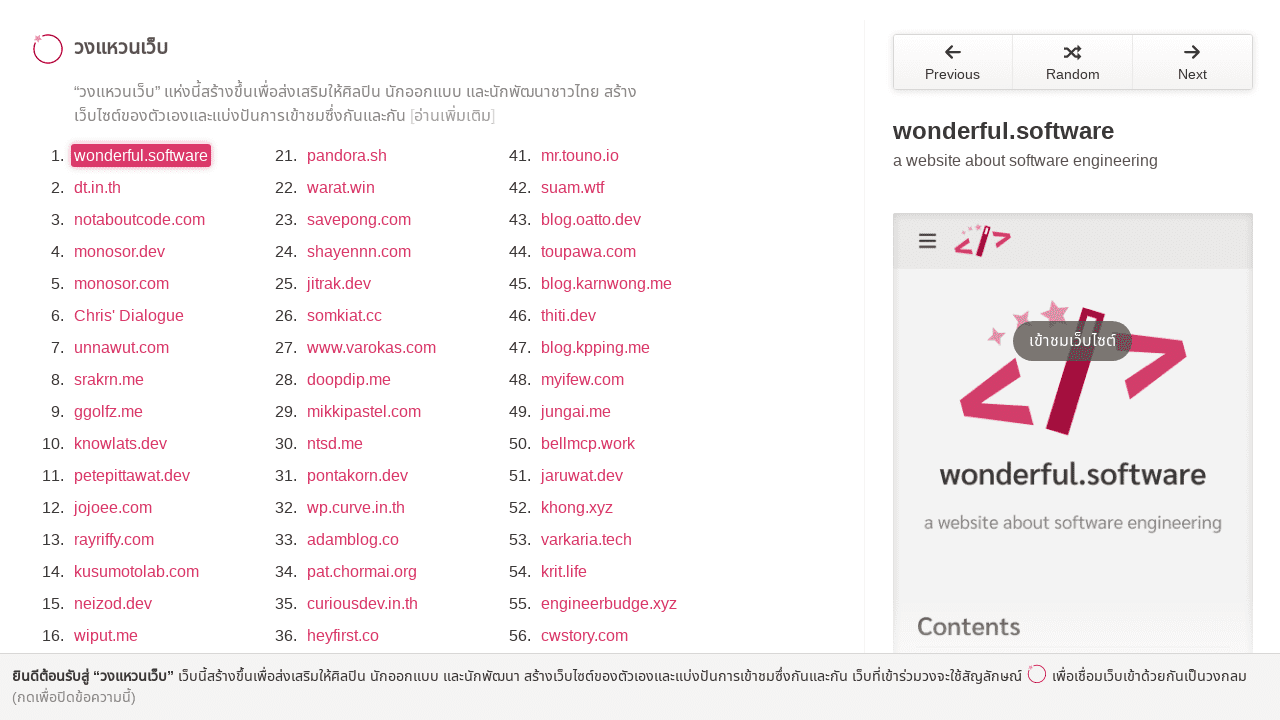 วงแหวนเว็บ
“วงแหวนเว็บ” แห่งนี้สร้างขึ้นเพื่อส่งเสริมให้ศิลปิน นักออกแบบ และนักพัฒนาชาวไทย สร้าง
เว็บไซต์ของตัวเองและแบ่งปันการเข้าชมซึ่งกันและกัน [อ่านเพิ่มเติม]
1. wonderful.software
2. dt.in.th
3. notaboutcode.com
4. monosor.dev
5. monosor.com
6. Chris' Dialogue
7. unnawut.com
8. srakrn.me
9. ggolfz.me
10. knowlats.dev
11. petepittawat.dev
12. jojoee.com
13. rayriffy.com
14. kusumotolab.com
15. neizod.dev
16. wiput.me
21. pandora.sh
22. warat.win
23. savepong.com
24. shayennn.com
25. jitrak.dev
26. somkiat.cc
27. www.varokas.com
28. doopdip.me
29. mikkipastel.com
30. ntsd.me
31. pontakorn.dev
32. wp.curve.in.th
33. adamblog.co
34. pat.chormai.org
35. curiousdev.in.th
36. heyfirst.co
41. mr.touno.io
42. suam.wtf
43. blog.oatto.dev
44. toupawa.com
45. blog.karnwong.me
46. thiti.dev
47. blog.kpping.me
48. myifew.com
49. jungai.me
50. bellmcp.work
51. jaruwat.dev
52. khong.xyz
53. varkaria.tech
54. krit.life
55. engineerbudge.xyz
56. cwstory.com
Previous
Random
Next
wonderful.software
a website about software engineering
เข้าชมเว็บไซต์
wonderful.software
a website about software engineering
Contents
ยินดีต้อนรับสู่ “วงแหวนเว็บ” เว็บนี้สร้างขึ้นเพื่อส่งเสริมให้ศิลปิน นักออกแบบ และนักพัฒนา สร้างเว็บไซต์ของตัวเองและแบ่งปันการเข้าชมซึ่งกันและกัน เว็บที่เข้าร่วมวงจะใช้สัญลักษณ์ เพื่อเชื่อมเว็บเข้าด้วยกันเป็นวงกลม
(กดเพื่อปิดข้อความนี้)